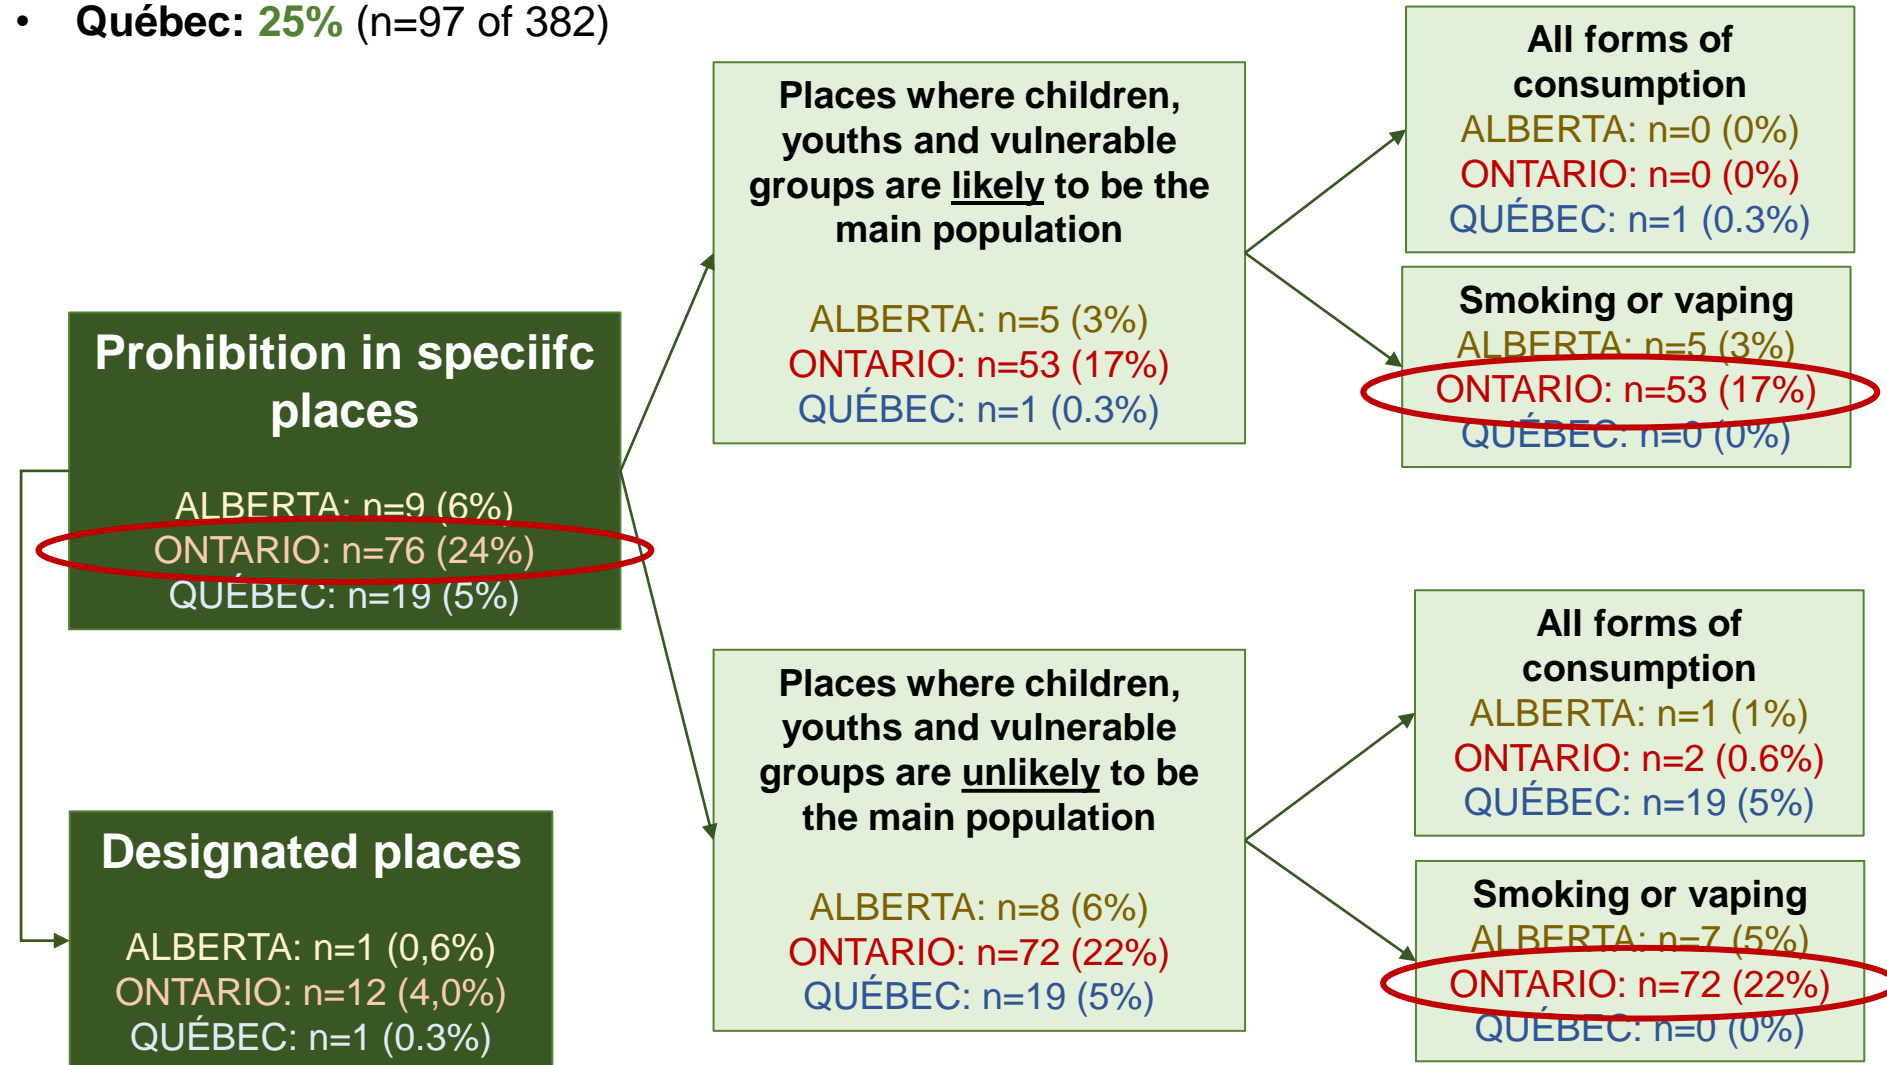 • Québec: 25% (n=97 of 382)
Prohibition in speciifc
places
ALBERTA: n=9 (6%)
ONTARIO: n=76 (24%)
QUÉBEC: n=19 (5%)
Designated places
ALBERTA: n=1 (0,6%)
ONTARIO: n=12 (4,0%)
QUÉBEC: n=1 (0.3%)
Places where children,
youths and vulnerable
groups are likely to be the
main population
ALBERTA: n=5 (3%)
ONTARIO: n=53 (17%)
QUÉBEC: n=1 (0.3%)
Places where children,
youths and vulnerable
groups are unlikely to be
the main population
ALBERTA: n=8 (6%)
ONTARIO: n=72 (22%)
QUÉBEC: n=19 (5%)
All forms of
consumption
ALBERTA: n=0 (0%)
ONTARIO: n=0 (0%)
QUÉBEC: n=1 (0.3%)
Smoking or vaping
ALBERTA: n=5 (3%)
ONTARIO: n=53 (17%)
QUÉBEC: n=0 (0%)
All forms of
consumption
ALBERTA: n=1 (1%)
ONTARIO: n=2 (0.6%)
QUÉBEC: n=19 (5%)
Smoking or vaping
ALBERTA: n=7 (5%)
ONTARIO: n=72 (22%)
QUÉBEC: n=0 (0%)